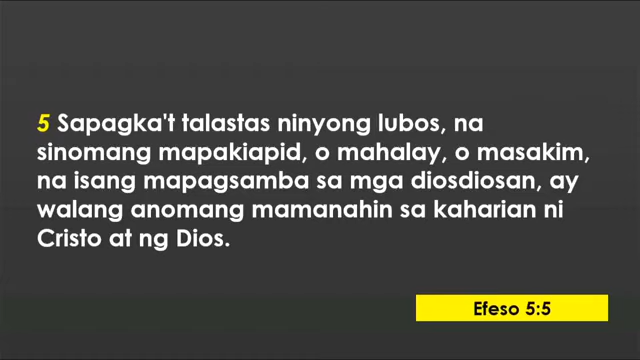 5 Sapagka't talastas ninyong lubos, na
sinomang mapakiapid, o mahalay, o masakim,
na isang mapagsamba sa mga diosdiosan, ay
walang anomang mamanahin sa kaharian ni
Cristo at ng Dios.
Efeso 5:5